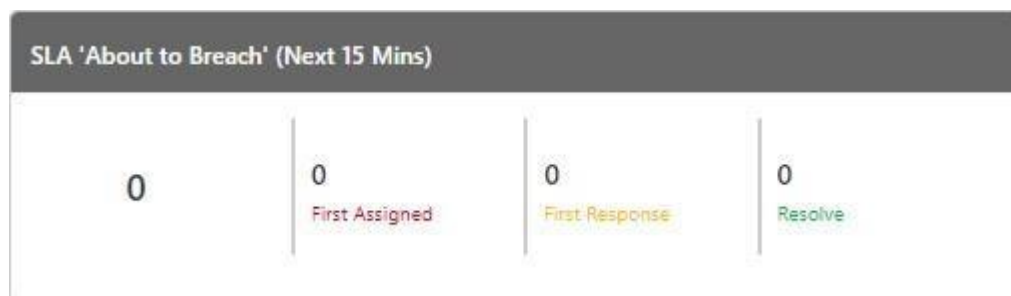 SLA 'About to Breach' (Next 15 Mins)
0
0
First Assigned
0
First Response
0
Resolve